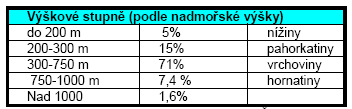 Výškové stupně (podle nadmořské výšky)
do 200 m 5% nížiny
200-300 m 15% pahorkatiny
300-750 m 71% vrchoviny
750-1000 m 7,4 % hornatiny
Nad 1000 1,6%